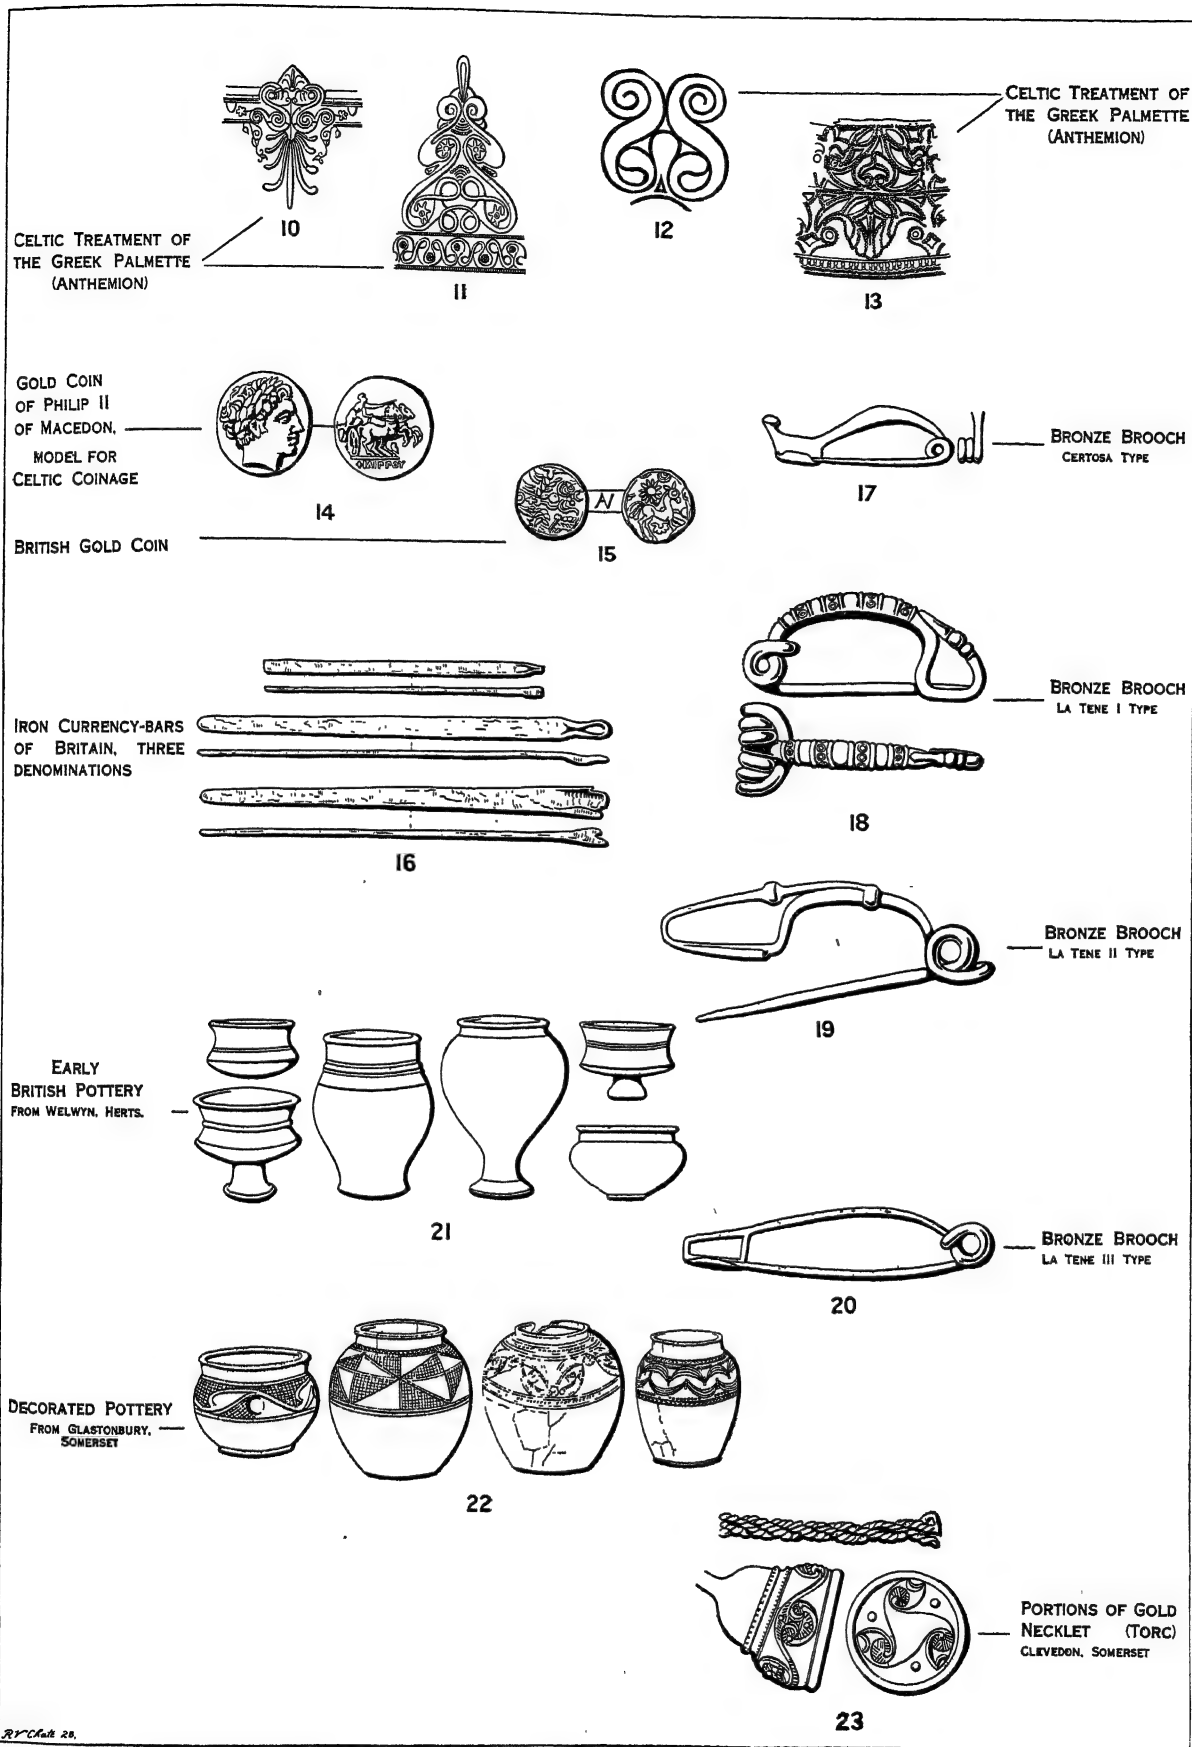 CELTIC TREATMENT OF
THE GREEK PALMETTE
(ANTHEMION)
10
11
12
13
CELTIC TREATMENT OF
THE GREEK PALMETTE
(ANTHEMION)
GOLD COIN
OF PHILIP II
OF MACEDON,
MODEL FOR
CELTIC COINAGE
14
BRITISH GOLD COIN
15
17
BRONZE BROOCH
CERTOSA TYPE
IRON CURRENCY-BARS
OF BRITAIN, THREE
DENOMINATIONS
16
BRONZE BROOCH
LA TENE I TYPE
18
BRONZE BROOCH
LA TENE II TYPE
19
EARLY
BRITISH POTTERY
FROM WELWYN, HERTS.
21
BRONZE BROOCH
LA TENE III TYPE
20
DECORATED POTTERY
FROM GLASTONBURY,
SOMERSET
22
PORTIONS OF GOLD
NECKLET (TORC)
CLEVEDON, SOMERSET
23